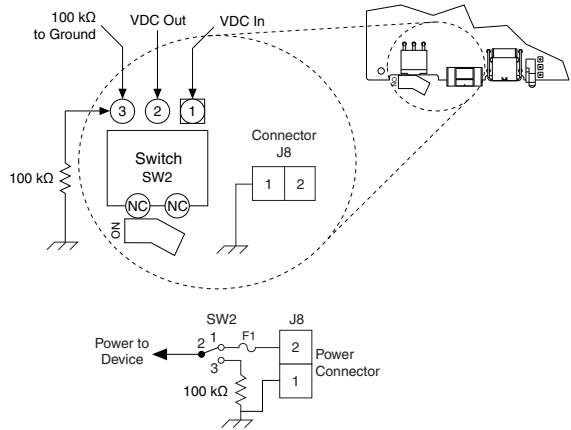 100 kΩ
to Ground
VDC Out
VDC In
3
2
1
Connector
J8
Switch
SW2
1 2
100 kΩ
NC NC
ON
ON
SW2
J8
Power to
Device
2
1
F1
2
Power
Connector
3
1
100 kΩ